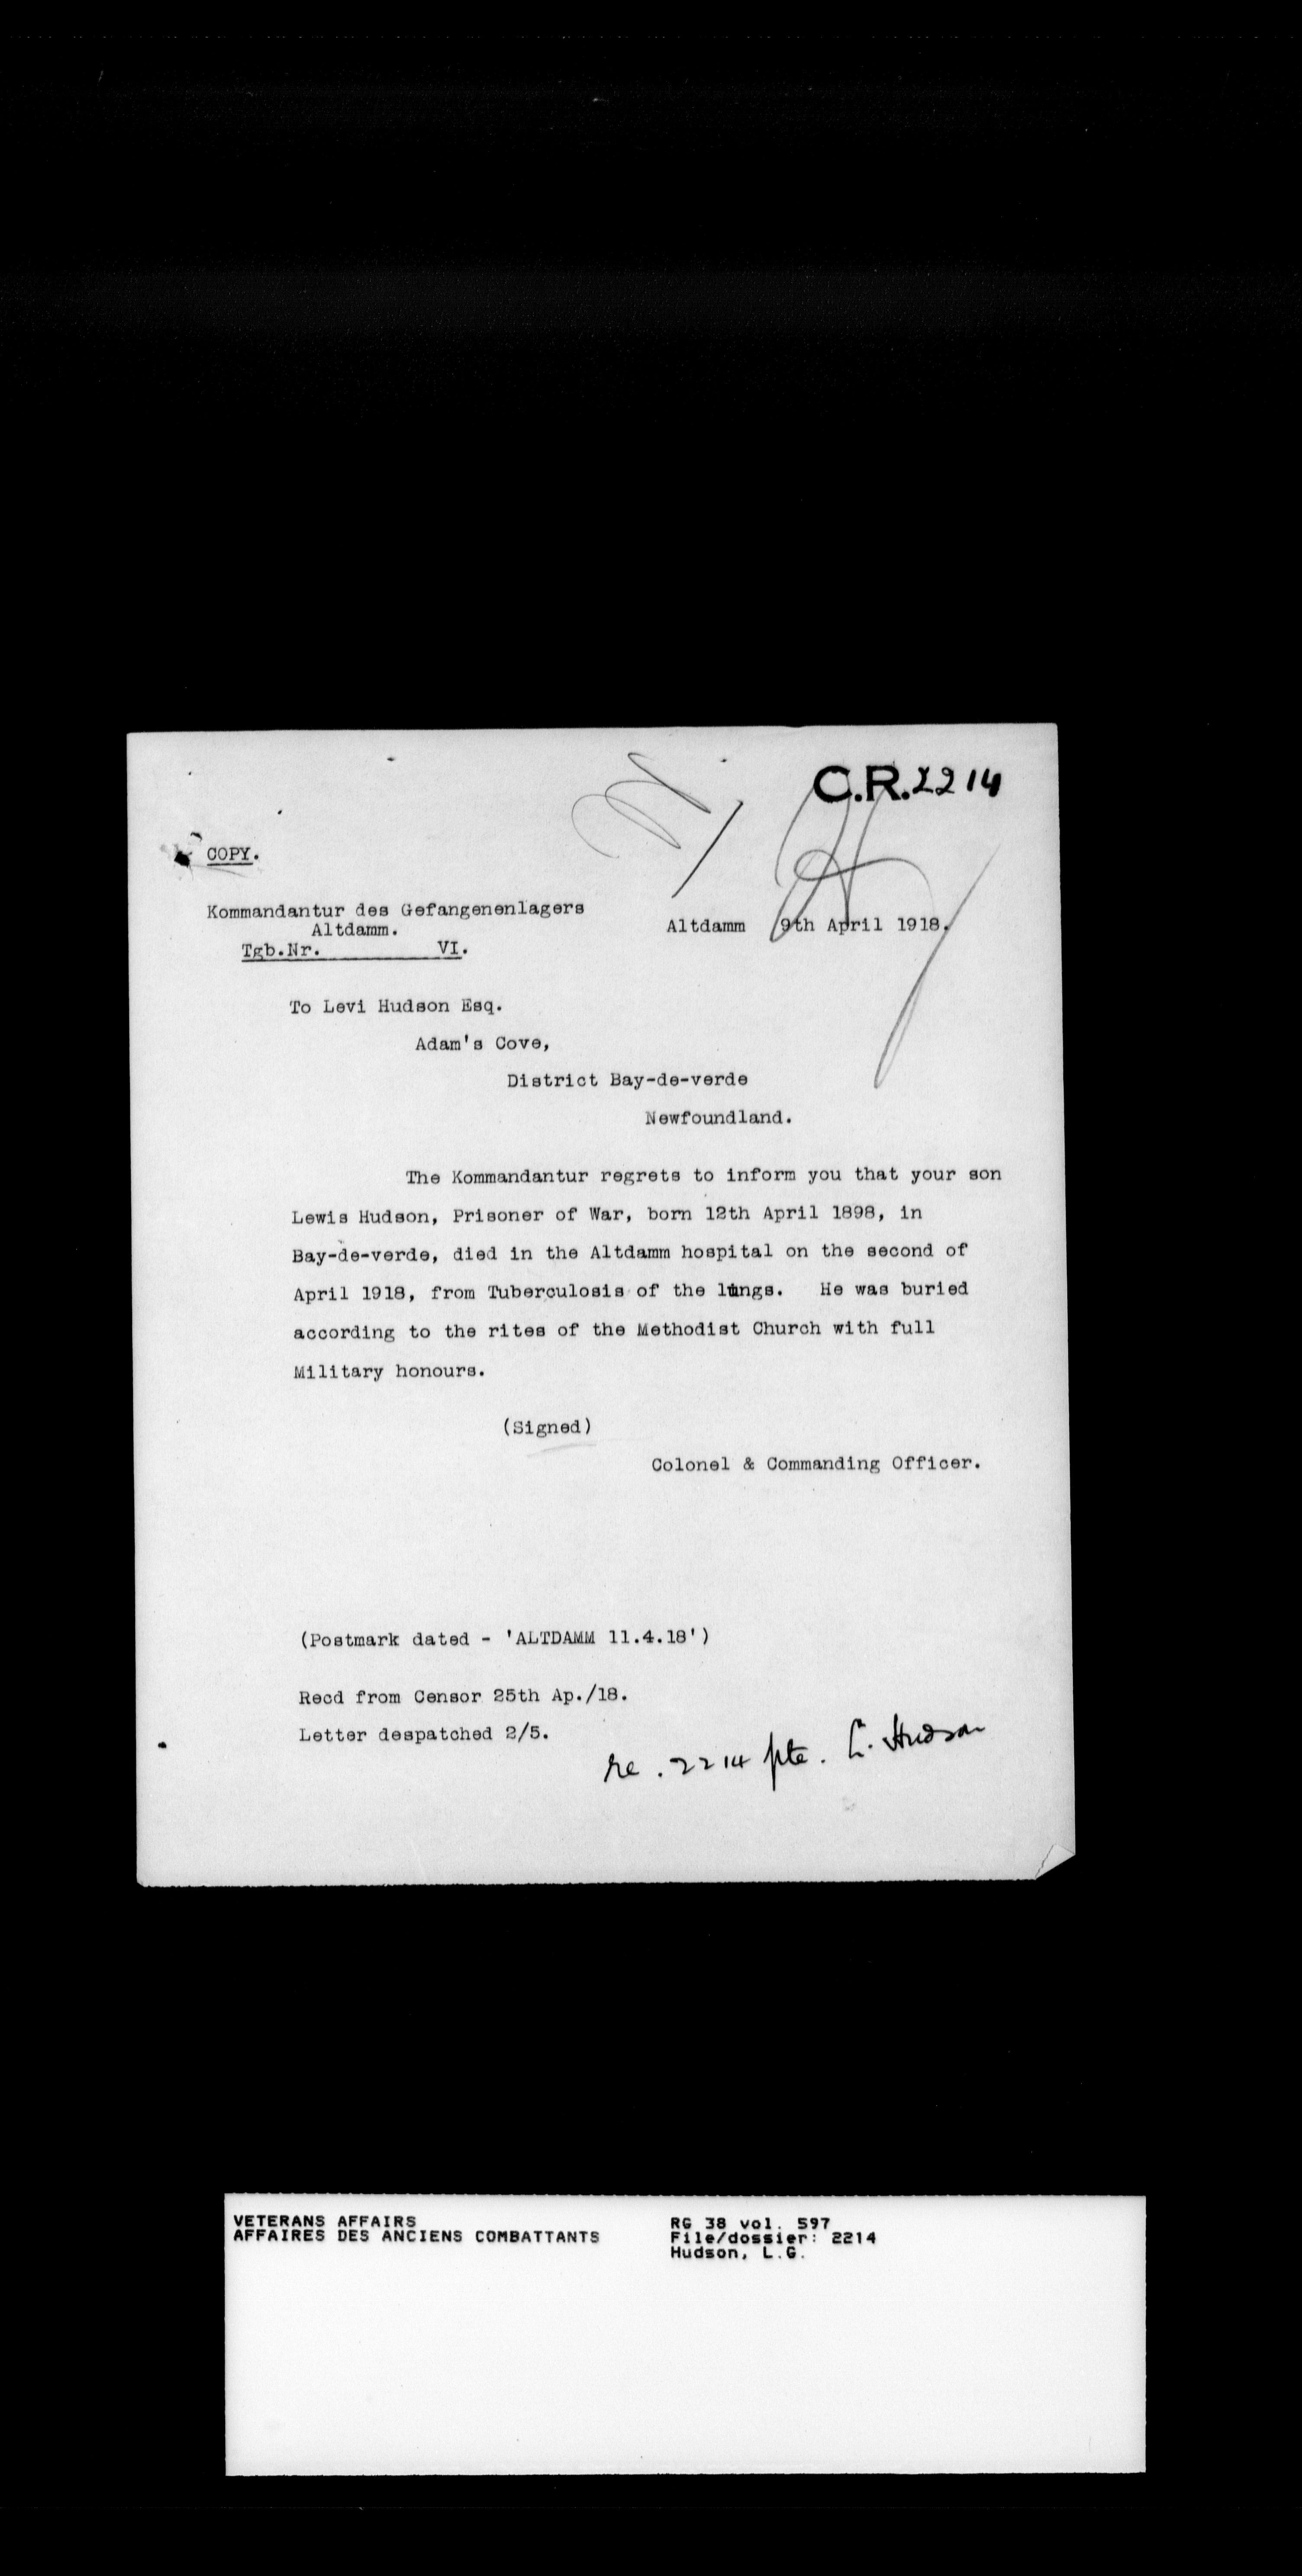 C.R. 2214
COPY.
Kommandantur des Gefangenenlagers
Altdamm.
Tgb.Nr. VI.
Altdamm 9th April 1918.
To Levi Hudson Esq.
Adam's Cove,
District Bay-de-verde
Newfoundland.
The Kommandantur regrets to inform you that your son
Lewis Hudson, Prisoner of War, born 12th April 1898, in
Bay-de-verde, died in the Altdamm hospital on the second of
April 1918, from Tuberculosis of the lungs. He was buried
according to the rites of the Methodist Church with full
Military honours.
(Signed)
Colonel & Commanding Officer.
(Postmark dated - 'ALTDAMM 11.4.18')
Recd from Censor 25th Ap./18.
Letter despatched 2/5.
re. 2214 pte. L. Hudson
VETERANS AFFAIRS
AFFAIRES DES ANCIENS COMBATTANTS
RG 38 vol. 597
File/dossier: 2214
Hudson, L.G.